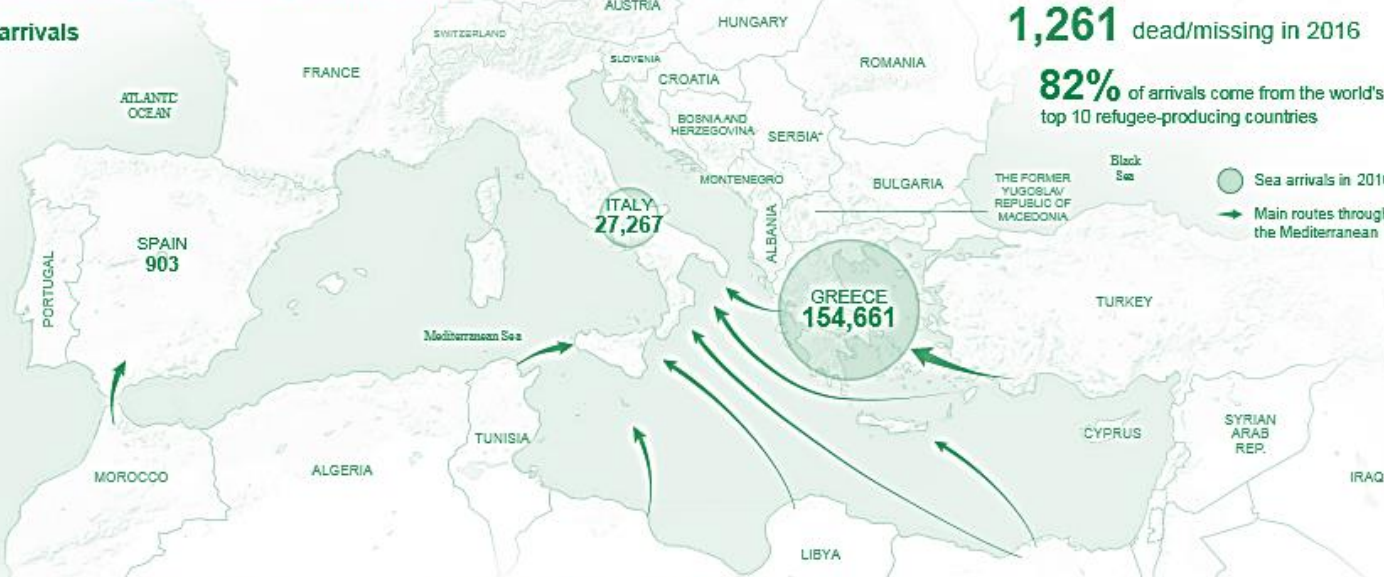 arrivals
1,261 dead/missing in 2016
82% of arrivals come from the world's
top 10 refugee-producing countries
Sea arrivals in 201
Main routes through
the Mediterranean
AUSTRIA
HUNGARY
SWITZERLAND
SLOVENIA
FRANCE
CROATIA
ROMANIA
ATLANTIC
OCEAN
BOSNIA AND
HERZEGOVINA
SERBIA
MONTENEGRO
BULGARIA
THE FORMER
YUGOSLAV
REPUBLIC OF
MACEDONIA
Black
Sea
ITALY
27,267
ALBANIA
SPAIN
903
PORTUGAL
GREECE
154,661
TURKEY
Mediterranean Sea
TUNISIA
CYPRUS
SYRIAN
ARAB
REP.
MOROCCO
ALGERIA
IRAQ
LIBYA